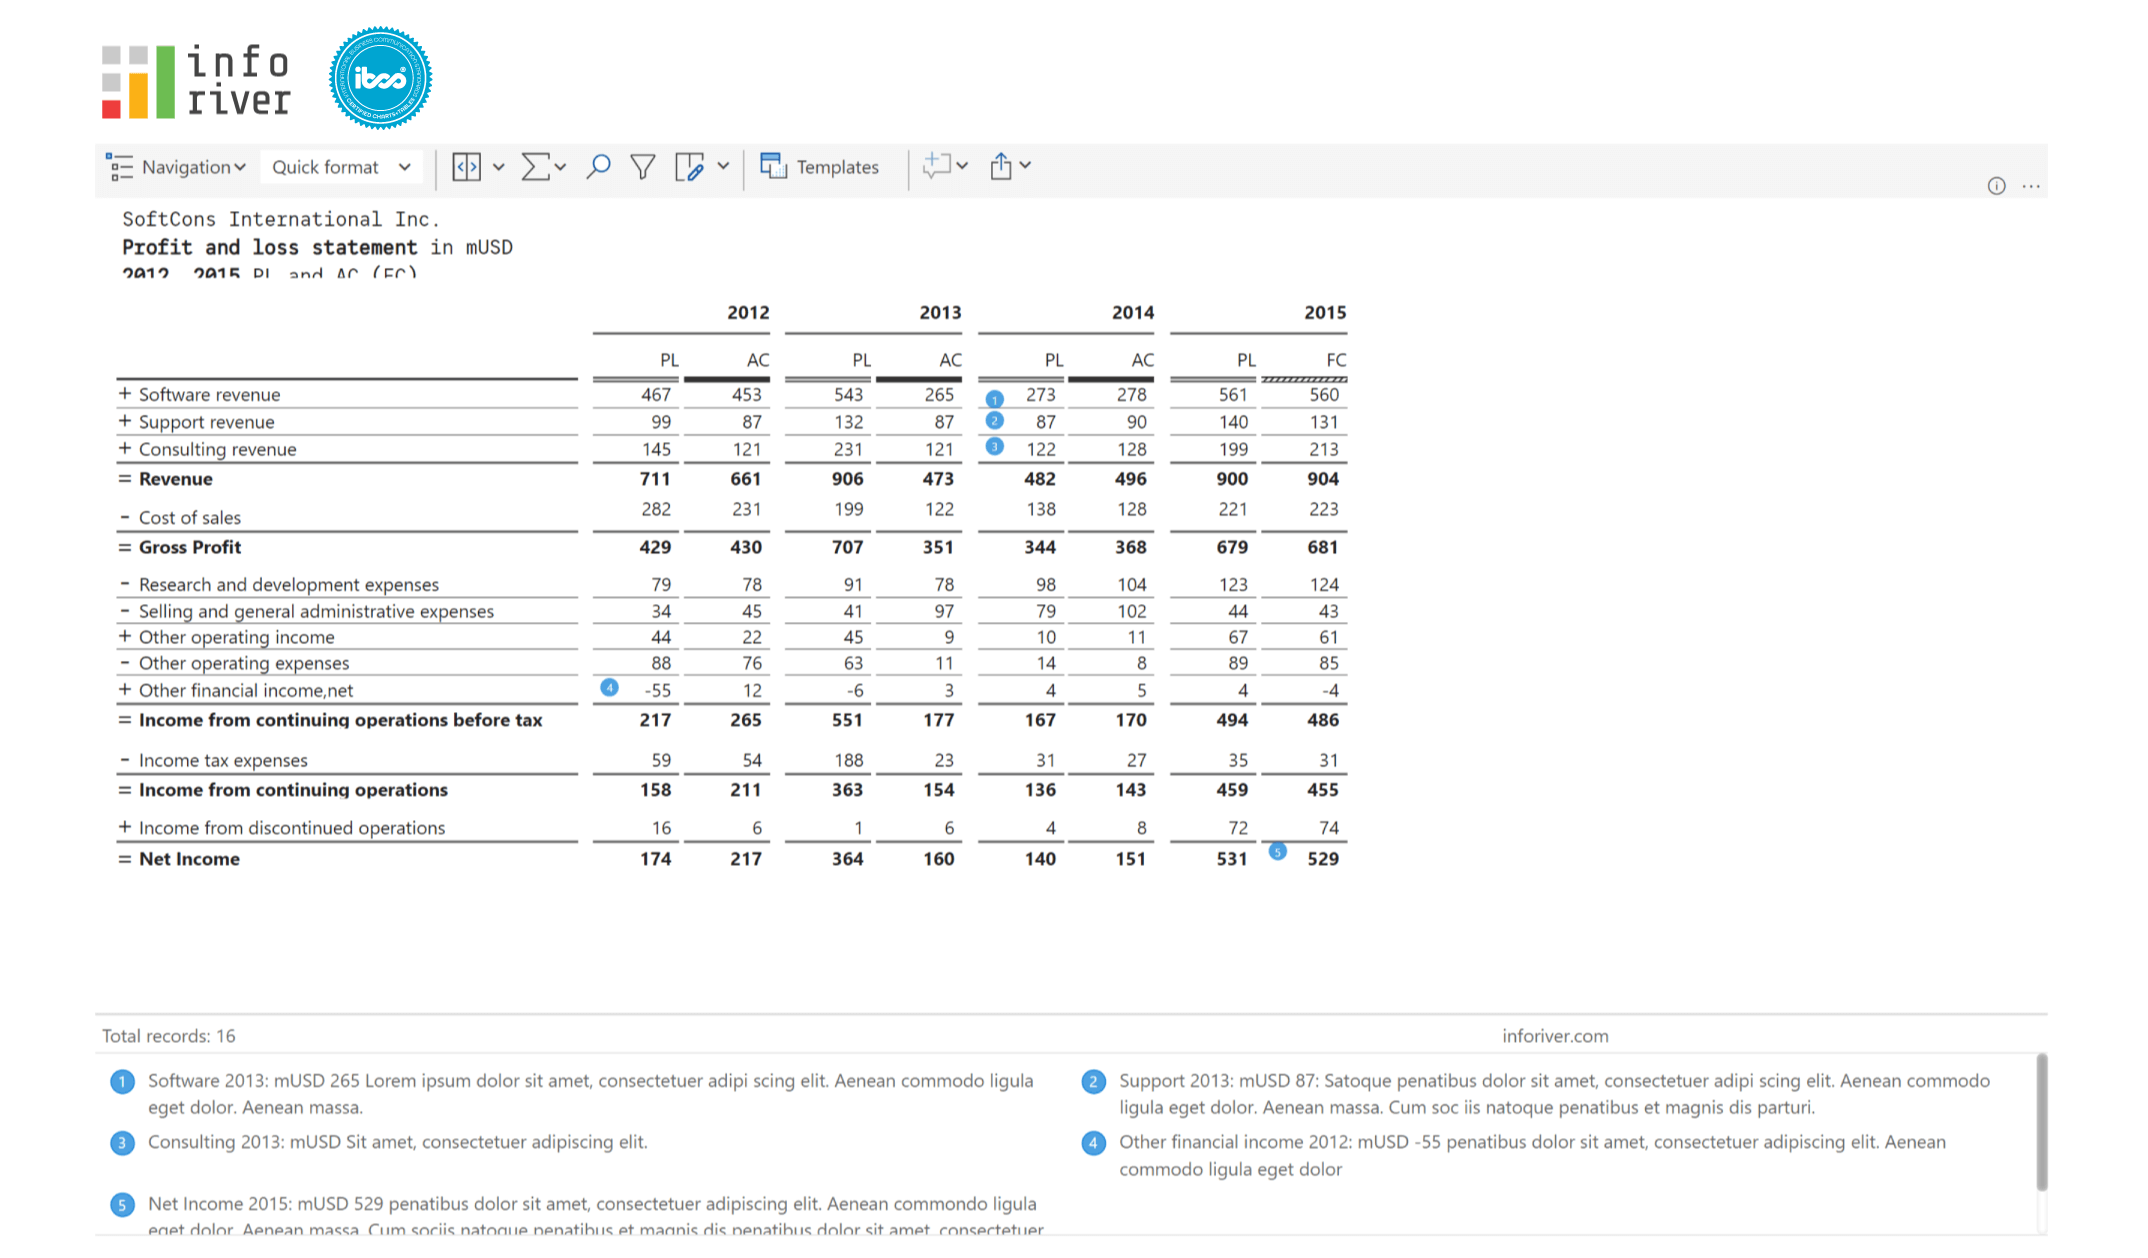 info
river
ibcs®
Navigation
Quick format
Templates
SoftCons International Inc.
Profit and loss statement in mUSD
2012 2015 PL and AC (FC)
2012 2013 2014 2015
PL AC PL AC PL AC PL FC
+ Software revenue 467 453 543 265 1 273 278 561 560
+ Support revenue 99 87 132 87 2 87 90 140 131
+ Consulting revenue 145 121 231 121 3 122 128 199 213
= Revenue 711 661 906 473 482 496 900 904
- Cost of sales 282 231 199 122 138 128 221 223
= Gross Profit 429 430 707 351 344 368 679 681
- Research and development expenses 79 78 91 78 98 104 123 124
- Selling and general administrative expenses 34 45 41 97 79 102 44 43
+ Other operating income 44 22 45 9 10 11 67 61
- Other operating expenses 88 76 63 11 14 8 89 85
+ Other financial income,net 4 -55 12 -6 3 4 5 4 -4
= Income from continuing operations before tax 217 265 551 177 167 170 494 486
- Income tax expenses 59 54 188 23 31 27 35 31
= Income from continuing operations 158 211 363 154 136 143 459 455
+ Income from discontinued operations 16 6 1 6 4 8 72 74
= Net Income 174 217 364 160 140 151 531 5 529
Total records: 16
inforiver.com
1 Software 2013: mUSD 265 Lorem ipsum dolor sit amet, consectetuer adipi scing elit. Aenean commodo ligula
eget dolor. Aenean massa.
2 Support 2013: mUSD 87: Satoque penatibus dolor sit amet, consectetuer adipi scing elit. Aenean commodo
ligula eget dolor. Aenean massa. Cum soc iis natoque penatibus et magnis dis parturi.
3 Consulting 2013: mUSD Sit amet, consectetuer adipiscing elit.
4 Other financial income 2012: mUSD -55 penatibus dolor sit amet, consectetuer adipiscing elit. Aenean
commodo ligula eget dolor
5 Net Income 2015: mUSD 529 penatibus dolor sit amet, consectetuer adipiscing elit. Aenean commondo ligula
eget dolor. Aenean massa. Cum sociis natoque penatibus et magnis dis penatibus dolor sit amet, consectetuer